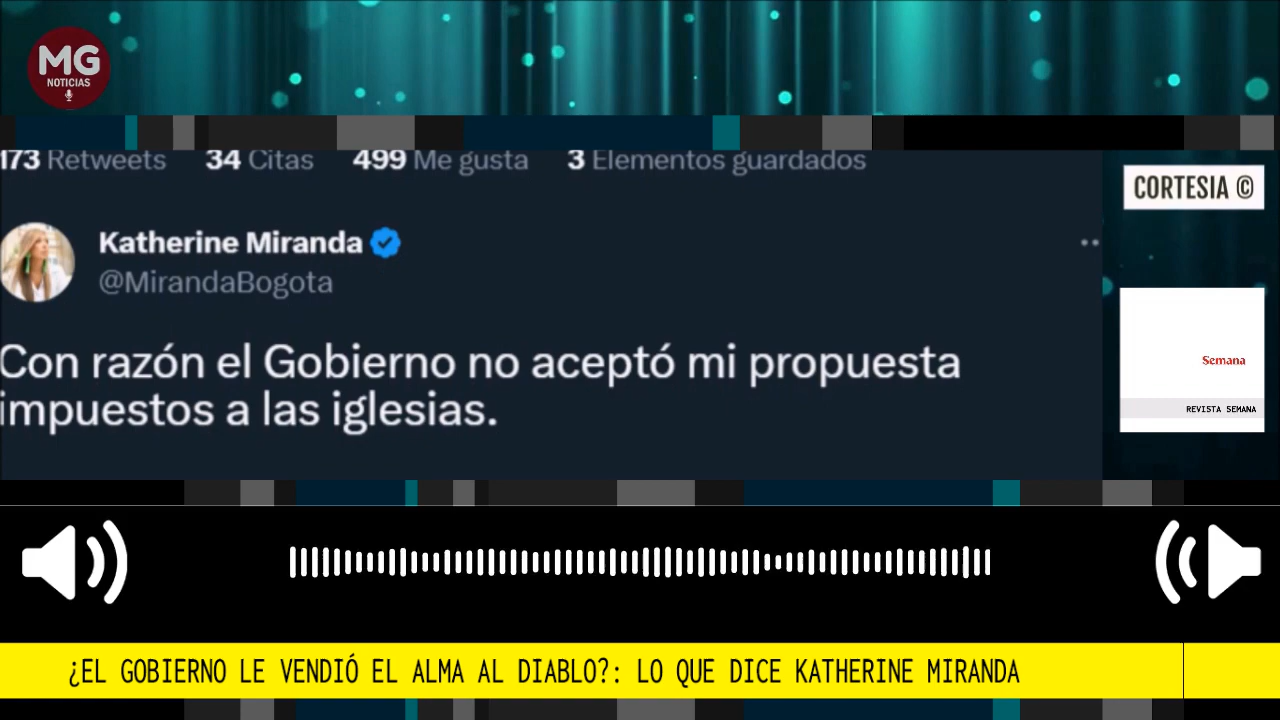 MG
NOTICIAS
173 Retweets 34 Citas 499 Me gusta 3 Elementos guardados
CORTESIA ©
Katherine Miranda
@MirandaBogota
Con razón el Gobierno no aceptó mi propuesta
impuestos a las iglesias.
Semana
REVISTA SEMANA
¿EL GOBIERNO LE VENDIÓ EL ALMA AL DIABLO?: LO QUE DICE KATHERINE MIRANDA